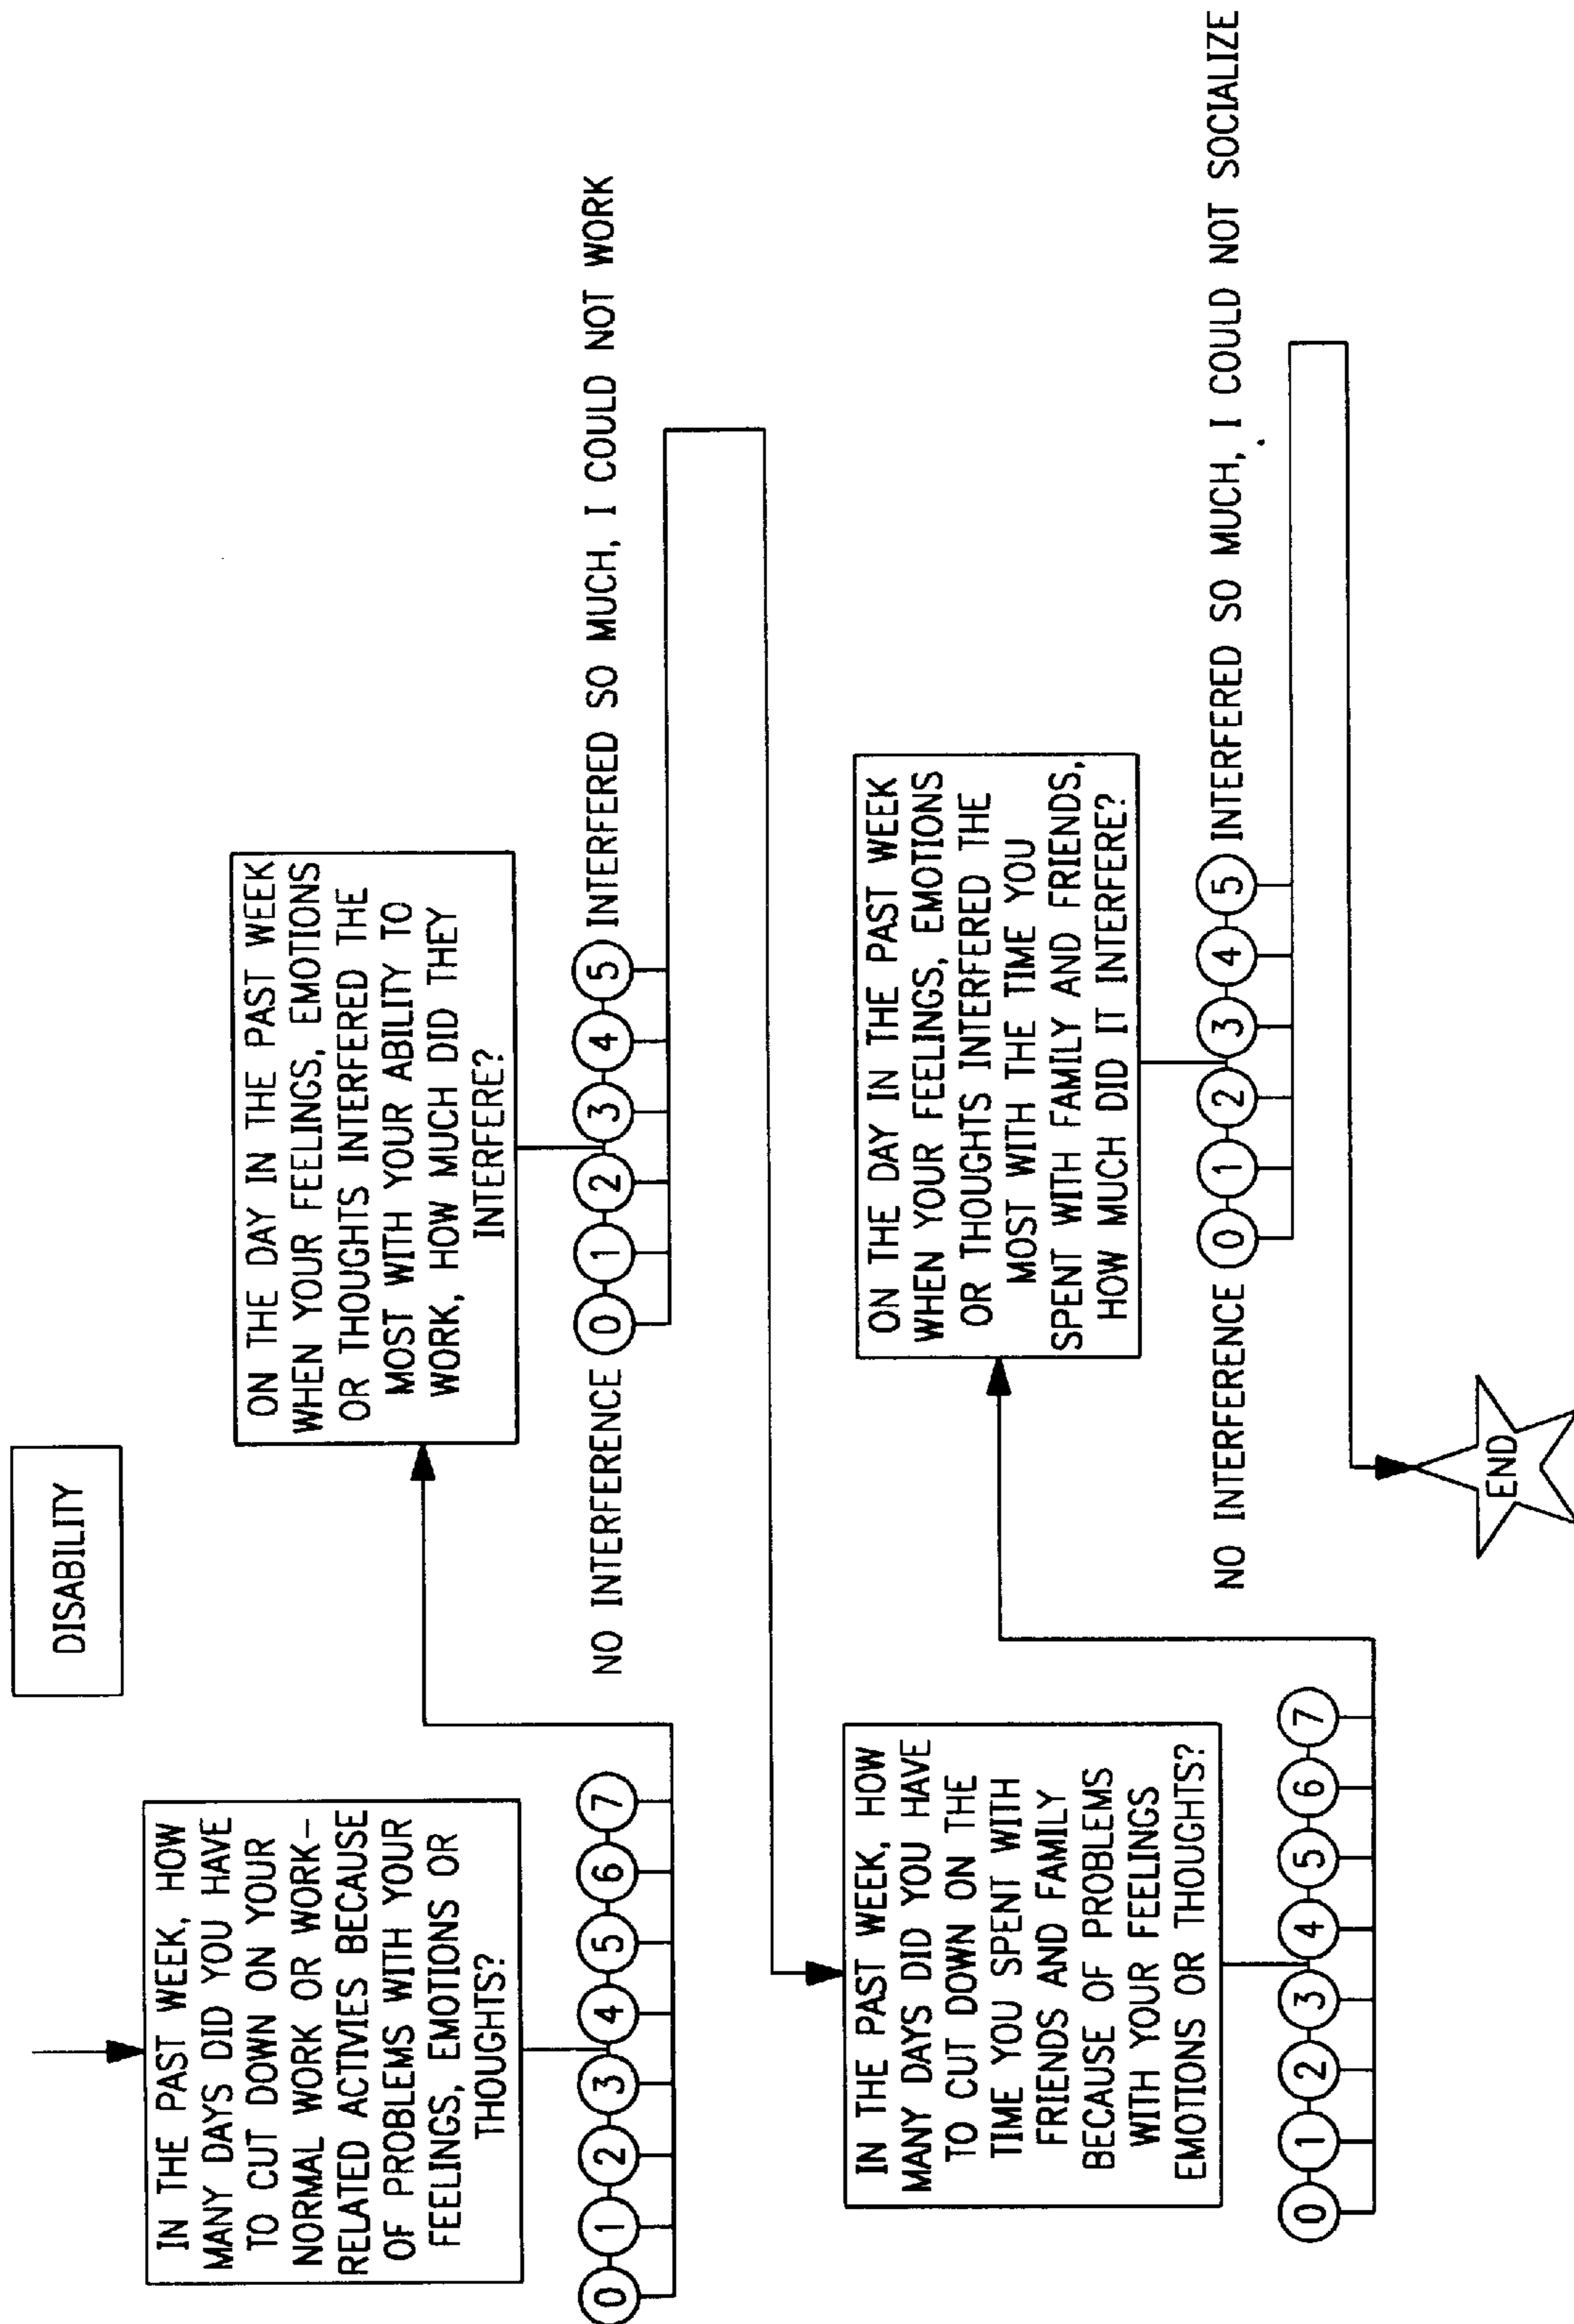 DISABILITY
IN THE PAST WEEK, HOW
MANY DAYS DID YOU HAVE
TO CUT DOWN ON YOUR
NORMAL WORK OR WORK-
RELATED ACTIVIES BECAUSE
OF PROBLEMS WITH YOUR
FEELINGS, EMOTIONS OR
THOUGHTS?
0 1 2 3 4 5 6 7
ON THE DAY IN THE PAST WEEK
WHEN YOUR FEELINGS, EMOTIONS
OR THOUGHTS INTERFERED THE
MOST WITH YOUR ABILITY TO
WORK, HOW MUCH DID THEY
INTERFERE?
NO INTERFERENCE 0 1 2 3 4 5 INTERFERED SO MUCH, I COULD NOT WORK
IN THE PAST WEEK, HOW
MANY DAYS DID YOU HAVE
TO CUT DOWN ON THE
TIME YOU SPENT WITH
FRIENDS AND FAMILY
BECAUSE OF PROBLEMS
WITH YOUR FEELINGS
EMOTIONS OR THOUGHTS?
0 1 2 3 4 5 6 7
ON THE DAY IN THE PAST WEEK
WHEN YOUR FEELINGS, EMOTIONS
OR THOUGHTS INTERFERED THE
MOST WITH THE TIME YOU
SPENT WITH FAMILY AND FRIENDS,
HOW MUCH DID IT INTERFERE?
NO INTERFERENCE 0 1 2 3 4 5 INTERFERED SO MUCH, I COULD NOT SOCIALIZE
END